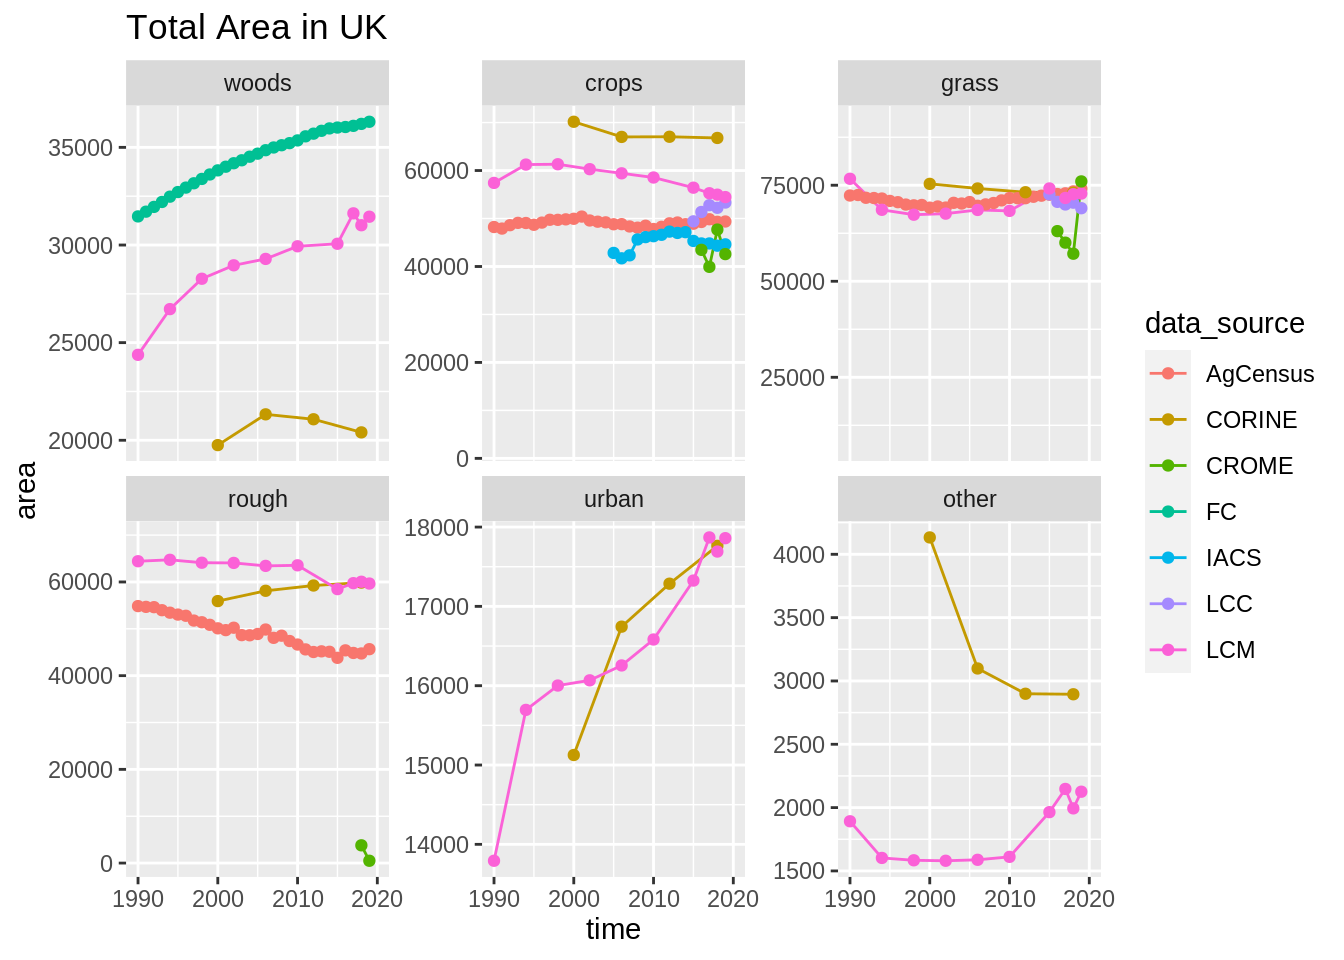 Total Area in UK
woods
crops
grass
35000
30000
25000
20000
60000
40000
20000
0
75000
50000
25000
rough
urban
other
60000
40000
20000
0
18000
17000
16000
15000
14000
4000
3500
3000
2500
2000
1500
1990 2000 2010 2020
1990 2000 2010 2020
1990 2000 2010 2020
time
area
data_source
AgCensus
CORINE
CROME
FC
IACS
LCC
LCM